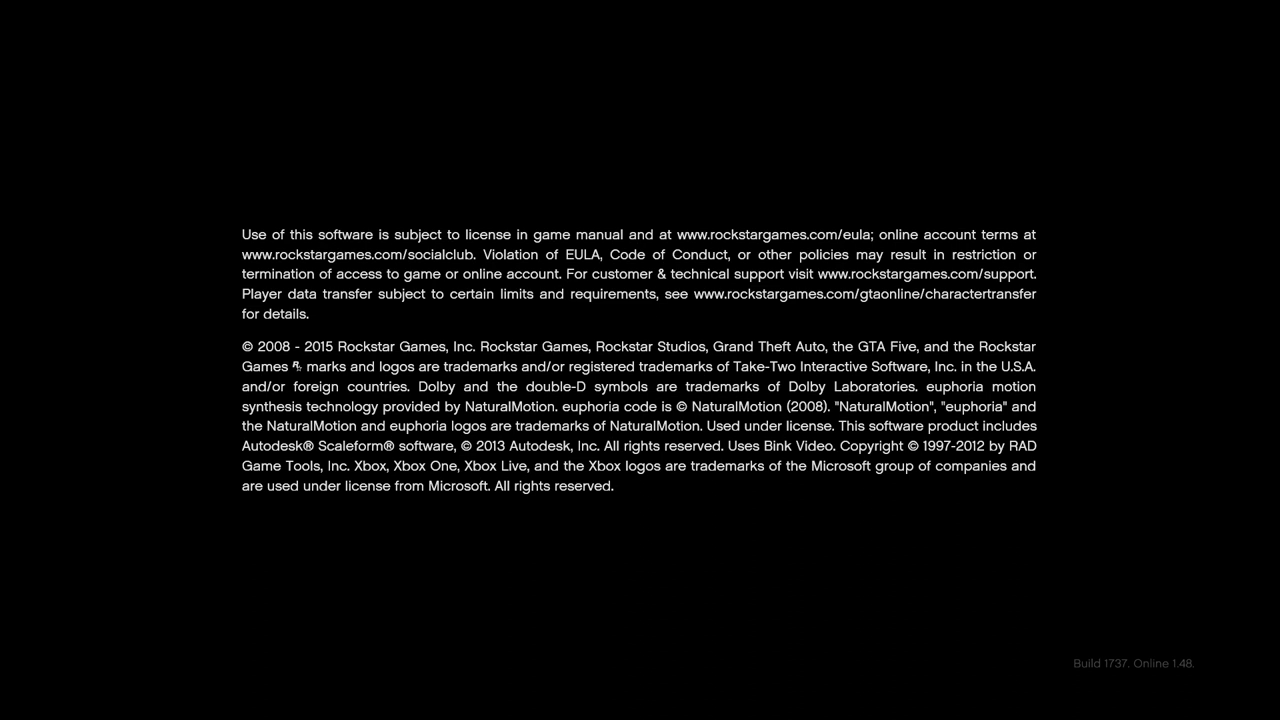 Use of this software is subject to license in game manual and at www.rockstargames.com/eula; online account terms at
www.rockstargames.com/socialclub. Violation of EULA, Code of Conduct, or other policies may result in restriction or
termination of access to game or online account. For customer & technical support visit www.rockstargames.com/support.
Player data transfer subject to certain limits and requirements, see www.rockstargames.com/gtaonline/charactertransfer
for details.
© 2008 - 2015 Rockstar Games, Inc. Rockstar Games, Rockstar Studios, Grand Theft Auto, the GTA Five, and the Rockstar
Games marks and logos are trademarks and/or registered trademarks of Take-Two Interactive Software, Inc. in the U.S.A.
and/or foreign countries. Dolby and the double-D symbols are trademarks of Dolby Laboratories. euphoria motion
synthesis technology provided by NaturalMotion. euphoria code is © NaturalMotion (2008). "NaturalMotion", "euphoria" and
the NaturalMotion and euphoria logos are trademarks of NaturalMotion. Used under license. This software product includes
Autodesk® Scaleform® software, © 2013 Autodesk, Inc. All rights reserved. Uses Bink Video. Copyright © 1997-2012 by RAD
Game Tools, Inc. Xbox, Xbox One, Xbox Live, and the Xbox logos are trademarks of the Microsoft group of companies and
are used under license from Microsoft. All rights reserved.
Build 1737. Online 1.48.